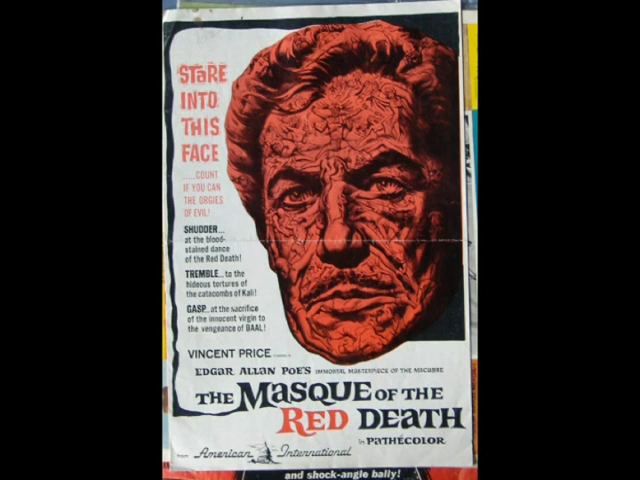 STARE
INTO
THIS
FACE
......COUNT
IF YOU CAN
THE ORGIES
OF EVIL!
SHUDDER...
at the blood-
stained dance
of the Red Death!
TREMBLE... to the
hideous tortures of
the catacombs of Kali!
GASP... at the sacrifice
of the innocent virgin to
the vengeance of BAAL!
VINCENT PRICE
EDGAR ALLAN POE'S IMMORTAL MASTERPIECE OF THE MACABRE
THE MASQUE OF THE
RED DEATH
in PATHÉCOLOR
from American International
and shock-angle bally!